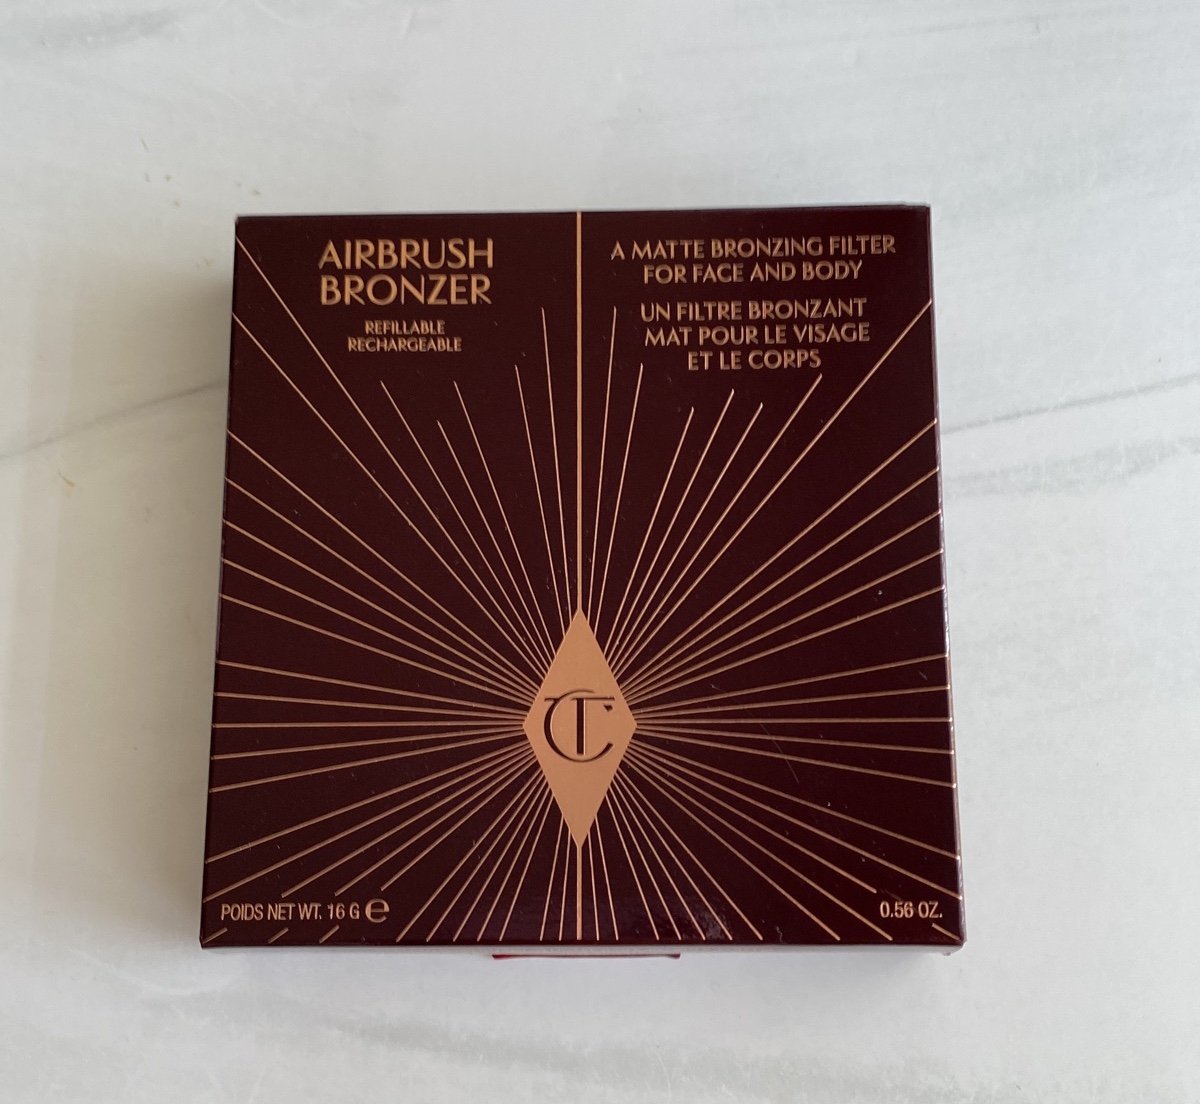 AIRBRUSH
BRONZER
REFILLABLE
RECHARGEABLE
A MATTE BRONZING FILTER
FOR FACE AND BODY
UN FILTRE BRONZANT
MAT POUR LE VISAGE
ET LE CORPS
CT
POIDS NET WT. 16 G ℮
0.56 OZ.